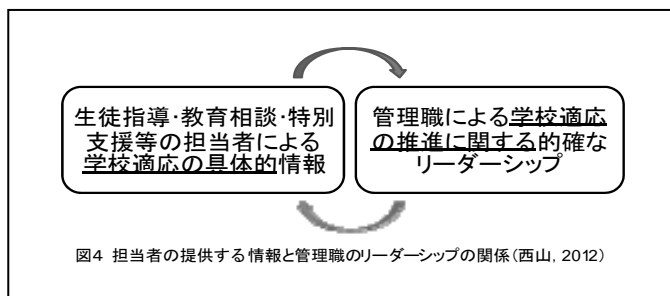 生徒指導・教育相談・特別
支援等の担当者による
学校適応の具体的情報
管理職による学校適応
の推進に関する的確な
リーダーシップ
図4 担当者の提供する情報と管理職のリーダーシップの関係(西山, 2012)